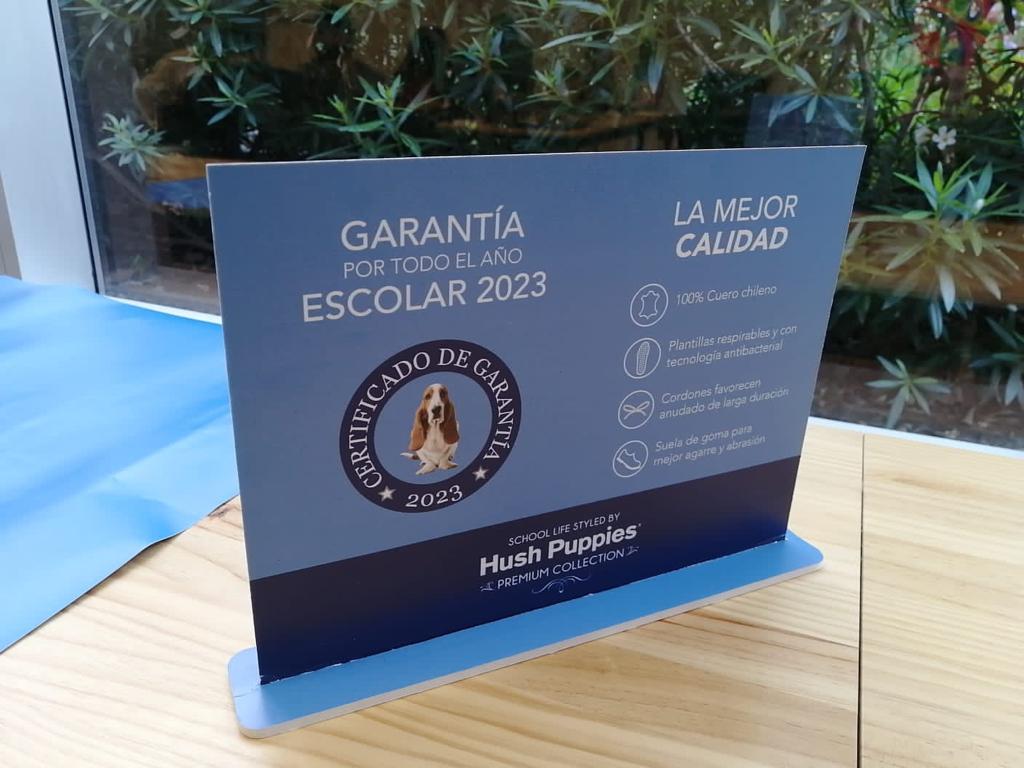 GARANTÍA
POR TODO EL AÑO
ESCOLAR 2023
CERTIFICADO DE GARANTÍA
2023
LA MEJOR
CALIDAD
100% Cuero chileno
Plantillas respirables y con
tecnología antibacterial
Cordones favorecen
anudado de larga duración
Suela de goma para
mejor agarre y abrasión
SCHOOL LIFE STYLED BY
Hush Puppies®
PREMIUM COLLECTION